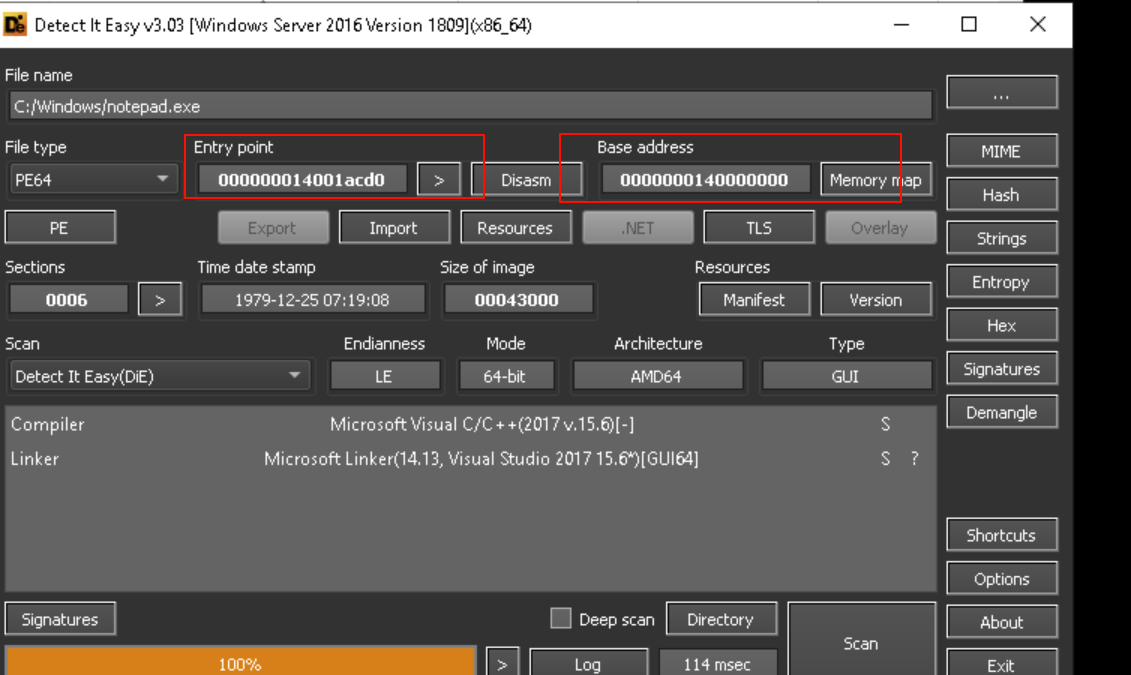 Detect It Easy v3.03 [Windows Server 2016 Version 1809](x86_64)
File name
C:/Windows/notepad.exe
...
File type
Entry point
Base address
MIME
PE64
000000014001acd0
>
Disasm
0000000140000000
Memory map
Hash
PE
Export
Import
Resources
.NET
TLS
Overlay
Strings
Sections
Time date stamp
Size of image
Resources
Entropy
0006
>
1979-12-25 07:19:08
00043000
Manifest
Version
Hex
Scan
Endianness
Mode
Architecture
Type
Signatures
Detect It Easy(DiE)
LE
64-bit
AMD64
GUI
Demangle
Compiler
Microsoft Visual C/C++(2017 v.15.6)[-]
S
Linker
Microsoft Linker(14.13, Visual Studio 2017 15.6*)[GUI64]
S ?
Shortcuts
Options
Signatures
Deep scan
Directory
Scan
About
100%
>
Log
114 msec
Exit